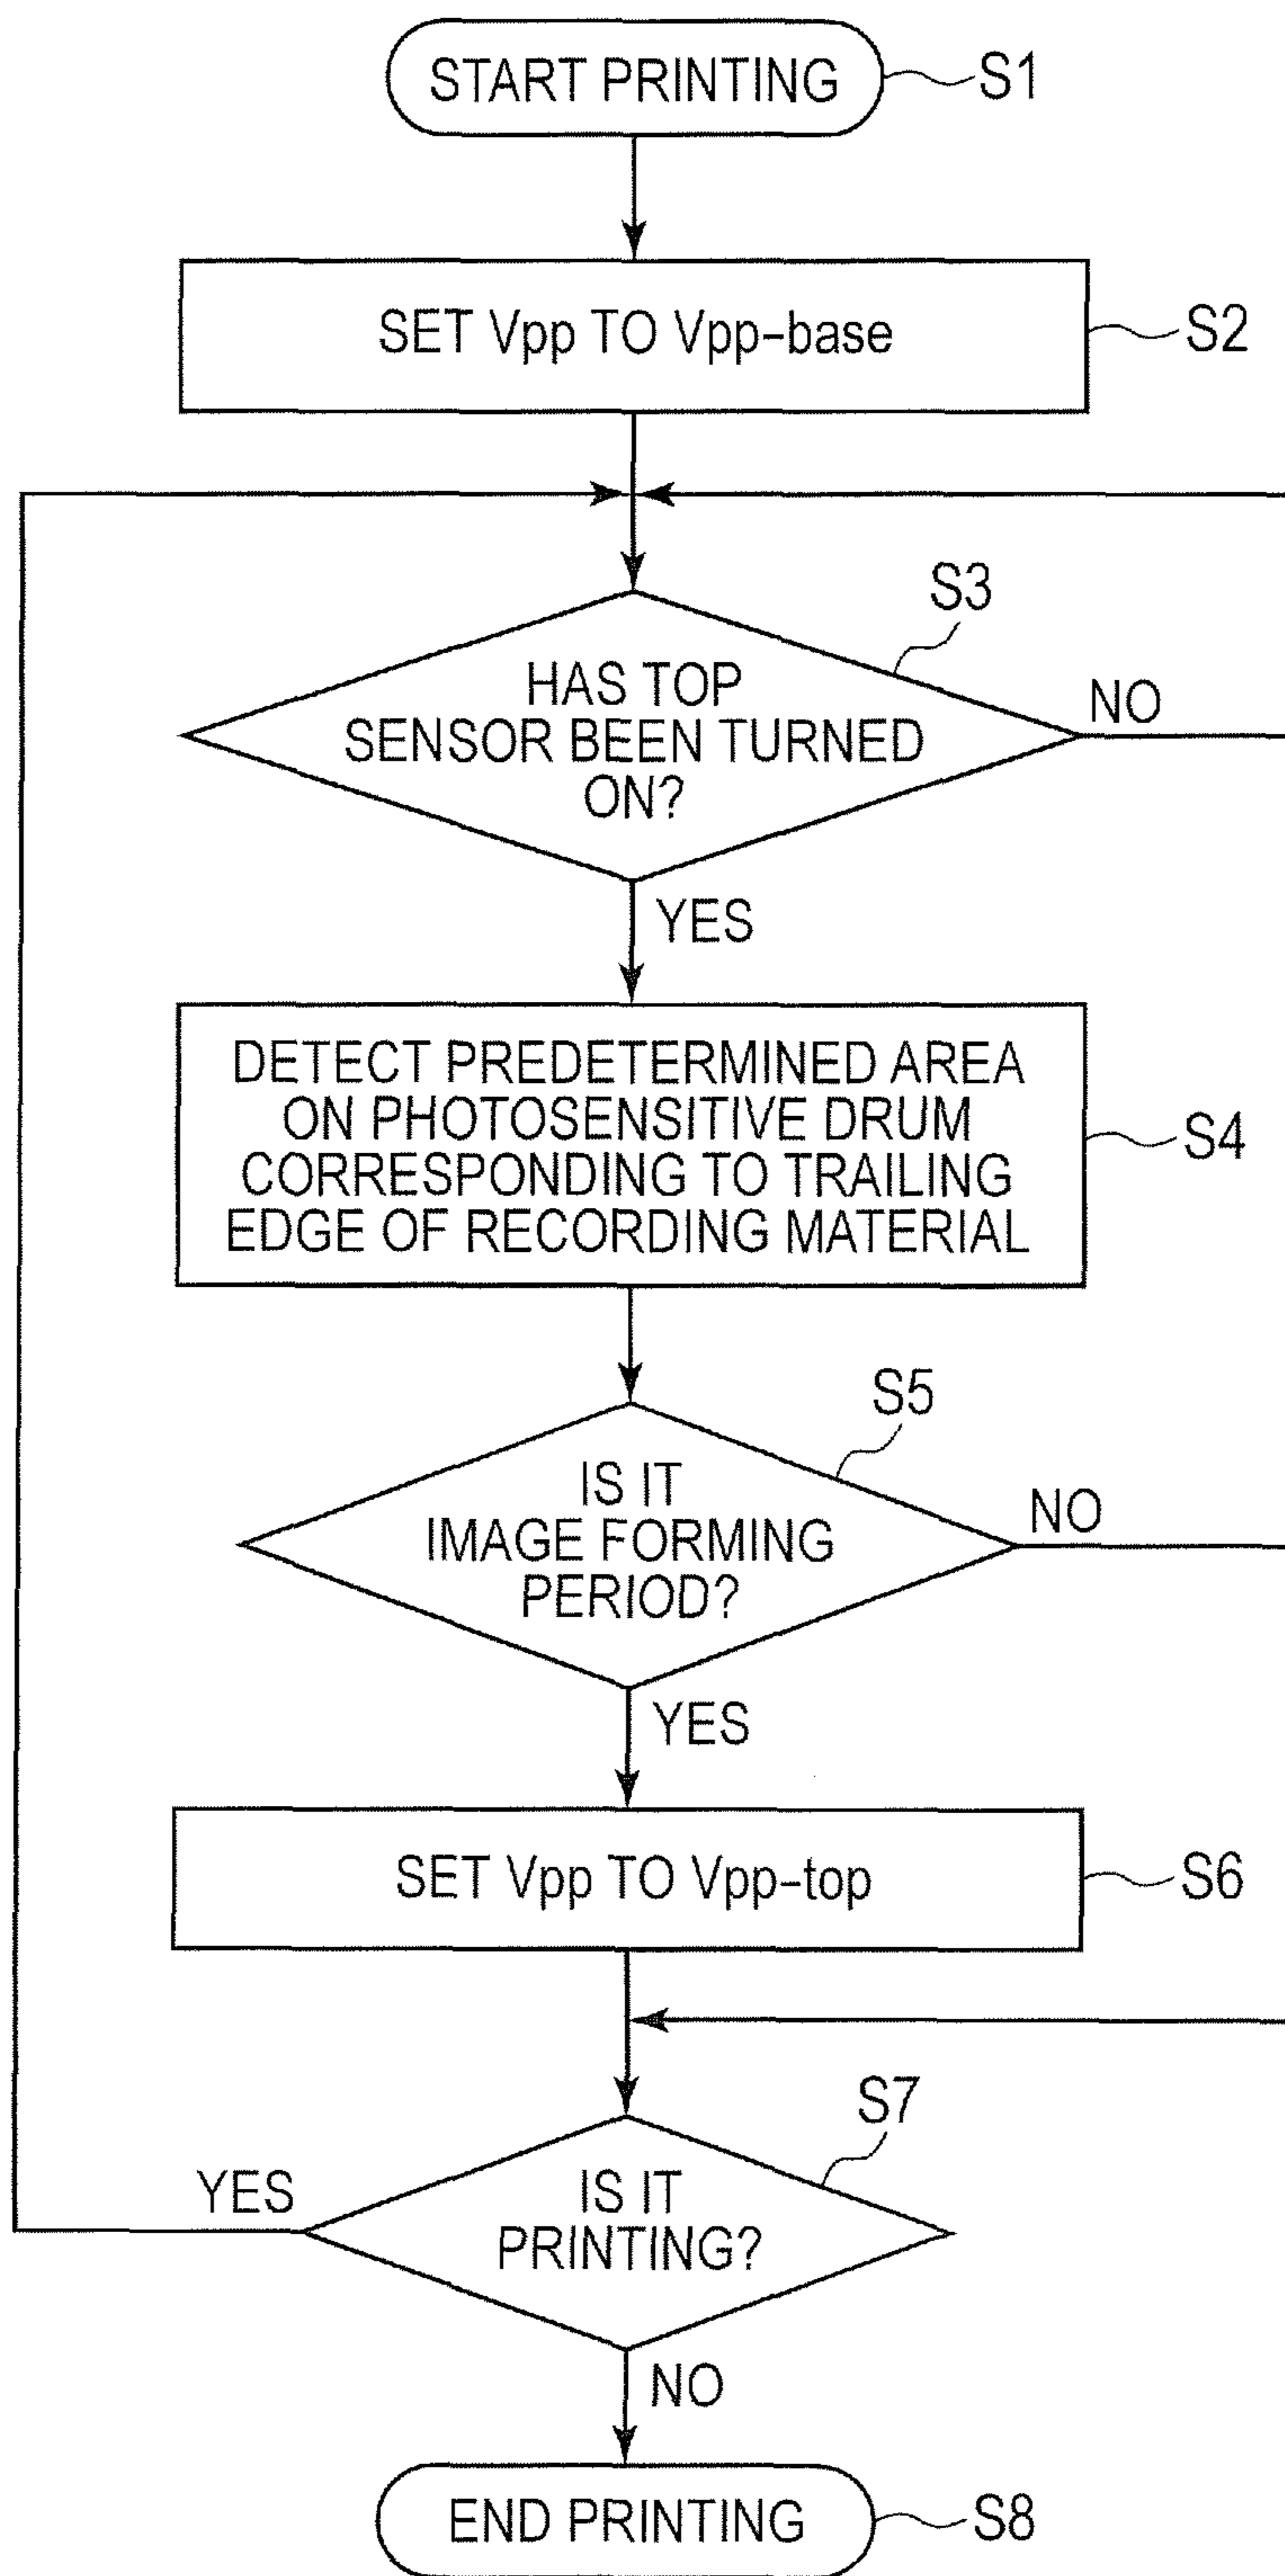 START PRINTING
S1
SET Vpp TO Vpp-base
S2
S3
HAS TOP
SENSOR BEEN TURNED
ON?
NO
YES
DETECT PREDETERMINED AREA
ON PHOTOSENSITIVE DRUM
CORRESPONDING TO TRAILING
EDGE OF RECORDING MATERIAL
S4
S5
IS IT
IMAGE FORMING
PERIOD?
NO
YES
SET Vpp TO Vpp-top
S6
S7
YES
IS IT
PRINTING?
NO
END PRINTING
S8